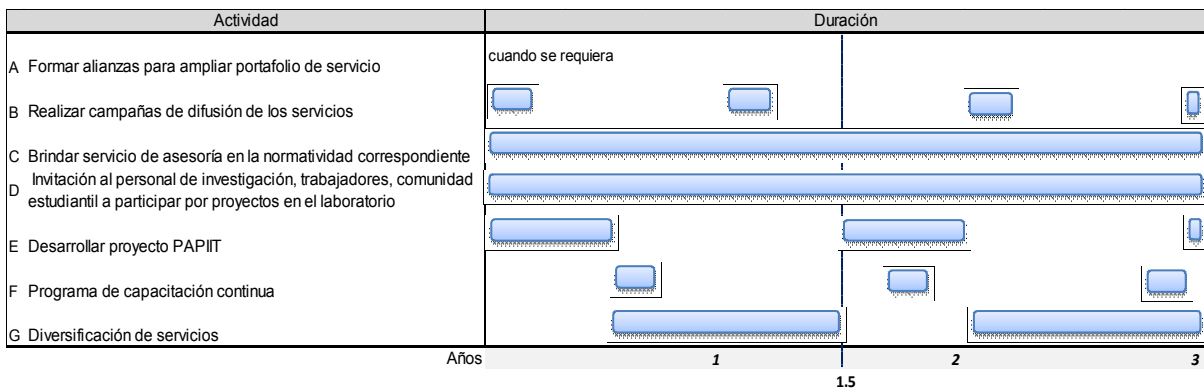 Actividad Duración
A Formar alianzas para ampliar portafolio de servicio cuando se requiera
B Realizar campañas de difusión de los servicios
C Brindar servicio de asesoría en la normatividad correspondiente
D Invitación al personal de investigación, trabajadores, comunidad
estudiantil a participar por proyectos en el laboratorio
E Desarrollar proyecto PAPIIT
F Programa de capacitación continua
G Diversificación de servicios
Años 1 2 3
1.5